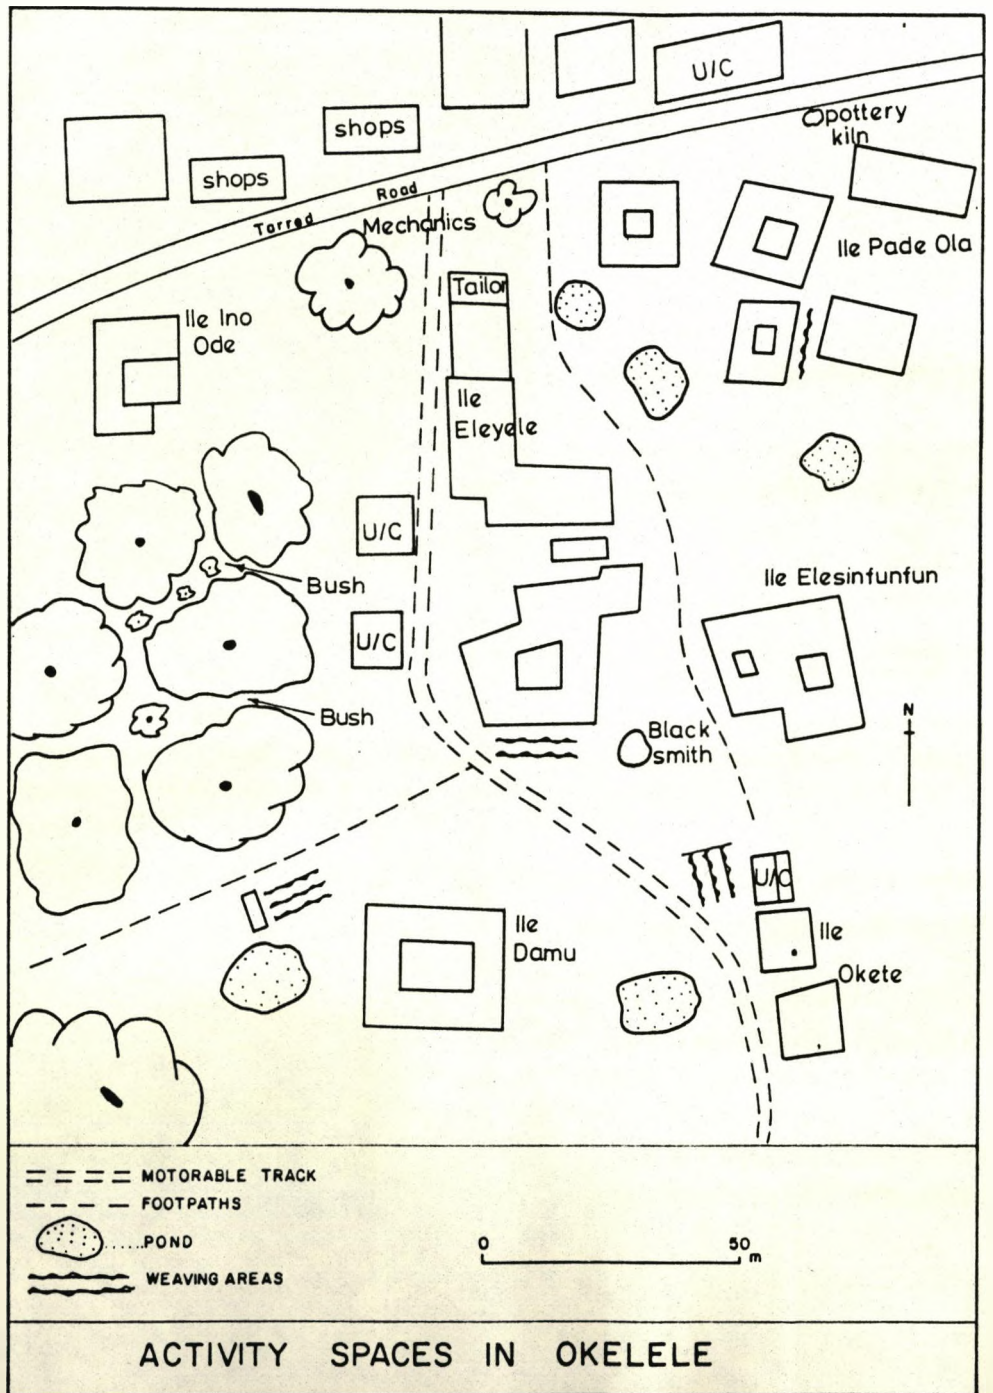 U/C
pottery
kiln
shops
shops
Tarred Road
Mechanics
Ile Pade Ola
Tailor
Ile Ino
Ode
Ile
Eleyele
U/C
Bush
Ile Elesinfunfun
U/C
Bush
N
Black
smith
U/C
Ile
Damu
Ile
Okete
MOTORABLE TRACK
FOOTPATHS
POND
WEAVING AREAS
0 50
m
ACTIVITY SPACES IN OKELELE